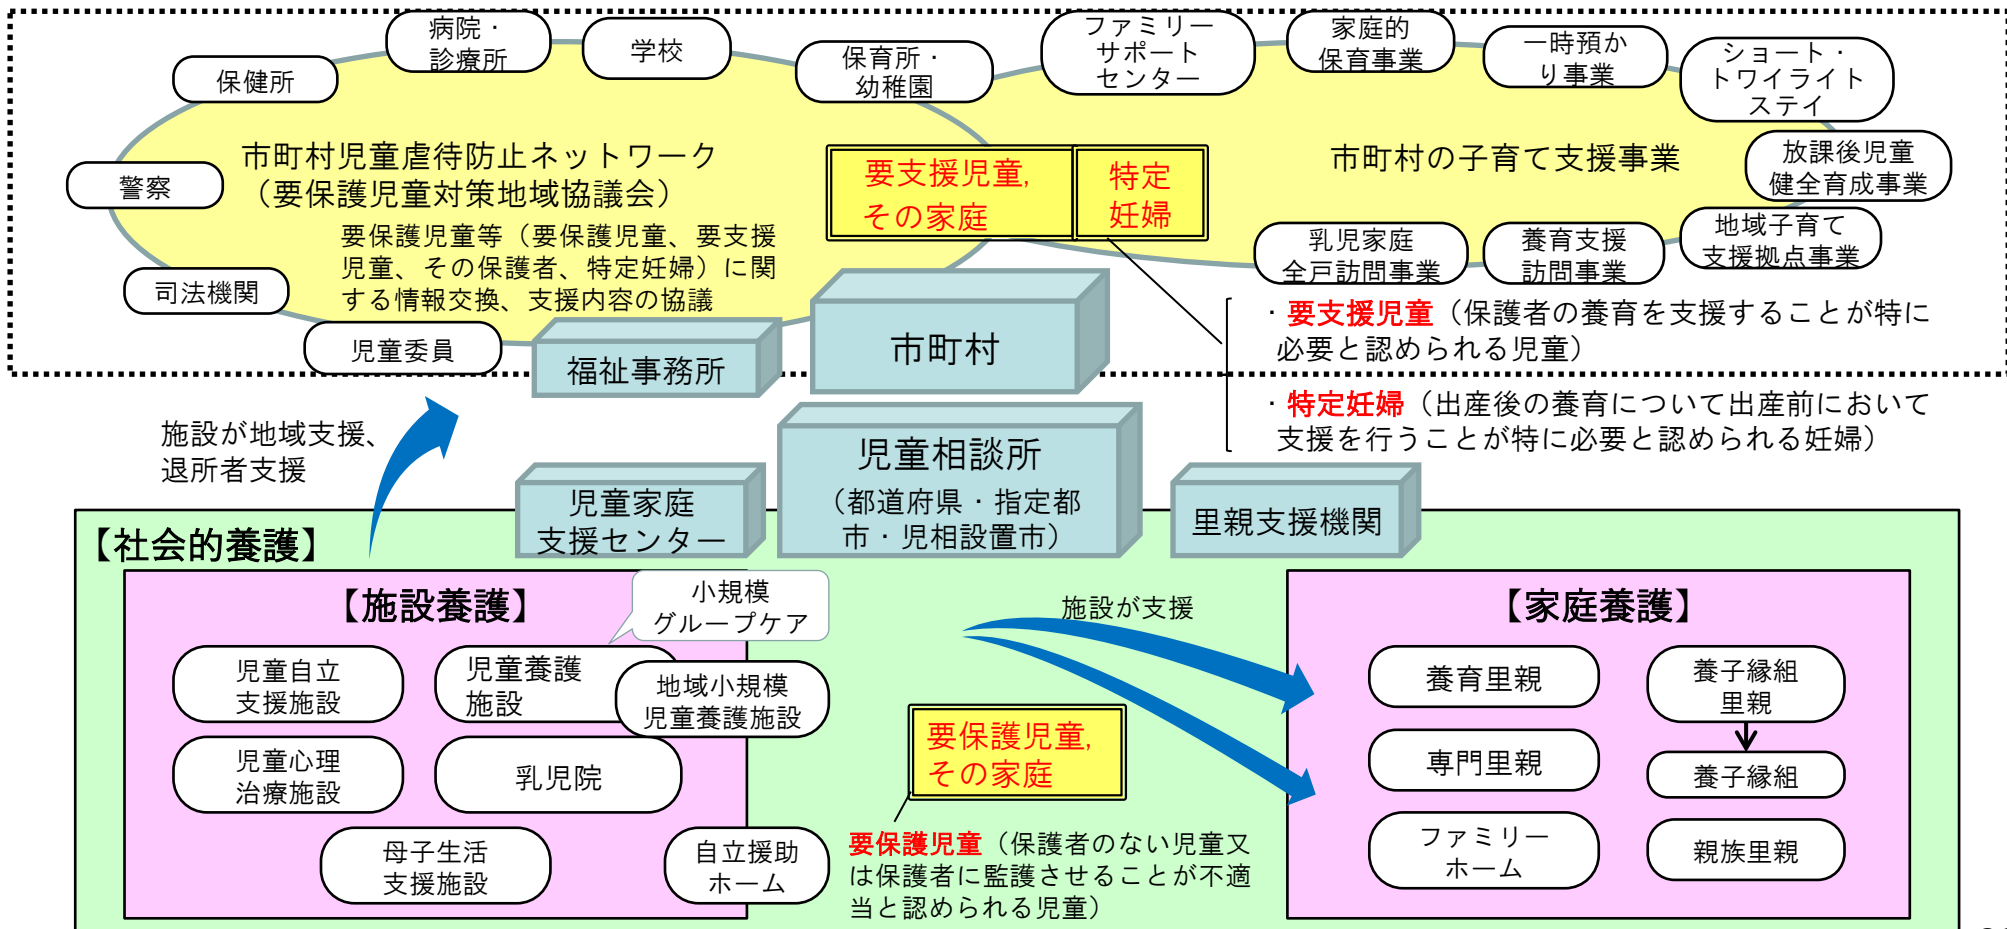 病院・
診療所
学校
保健所
保育所・
幼稚園
ファミリー
サポート
センター
家庭的
保育事業
一時預か
り事業
ショート・
トワイライト
ステイ
警察
市町村児童虐待防止ネットワーク
（要保護児童対策地域協議会）
要保護児童等（要保護児童、要支援
児童、その保護者、特定妊婦）に関
する情報交換、支援内容の協議
司法機関
児童委員
要支援児童,
その家庭
特定
妊婦
市町村の子育て支援事業
放課後児童
健全育成事業
乳児家庭
全戸訪問事業
養育支援
訪問事業
地域子育て
支援拠点事業
福祉事務所
市町村
・要支援児童（保護者の養育を支援することが特に
必要と認められる児童）
・特定妊婦（出産後の養育について出産前において
支援を行うことが特に必要と認められる妊婦）
施設が地域支援、
退所者支援
児童相談所
（都道府県・指定都
市・児相設置市）
児童家庭
支援センター
里親支援機関
【社会的養護】
【施設養護】
小規模
グループケア
児童自立
支援施設
児童養護
施設
地域小規模
児童養護施設
児童心理
治療施設
乳児院
母子生活
支援施設
自立援助
ホーム
施設が支援
要保護児童,
その家庭
要保護児童（保護者のない児童又
は保護者に監護させることが不適
当と認められる児童）
【家庭養護】
養育里親
養子縁組
里親
専門里親
養子縁組
ファミリー
ホーム
親族里親